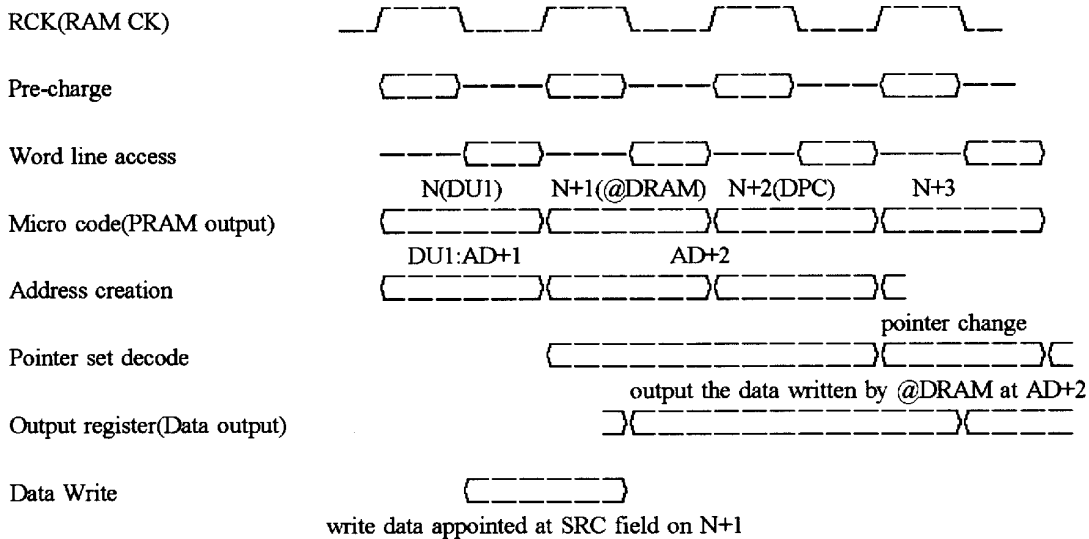 RCK(RAM CK)
Pre-charge
Word line access
N(DU1) N+1(@DRAM) N+2(DPC) N+3
Micro code(PRAM output)
DU1:AD+1 AD+2
Address creation
pointer change
Pointer set decode
output the data written by @DRAM at AD+2
Output register(Data output)
Data Write
write data appointed at SRC field on N+1